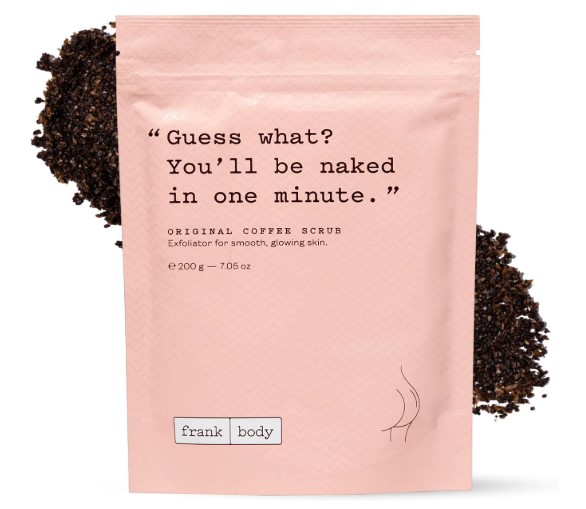 “Guess what?
You’ll be naked
in one minute.”
ORIGINAL COFFEE SCRUB
Exfoliator for smooth, glowing skin.
℮ 200 g — 7.05 oz
frank body